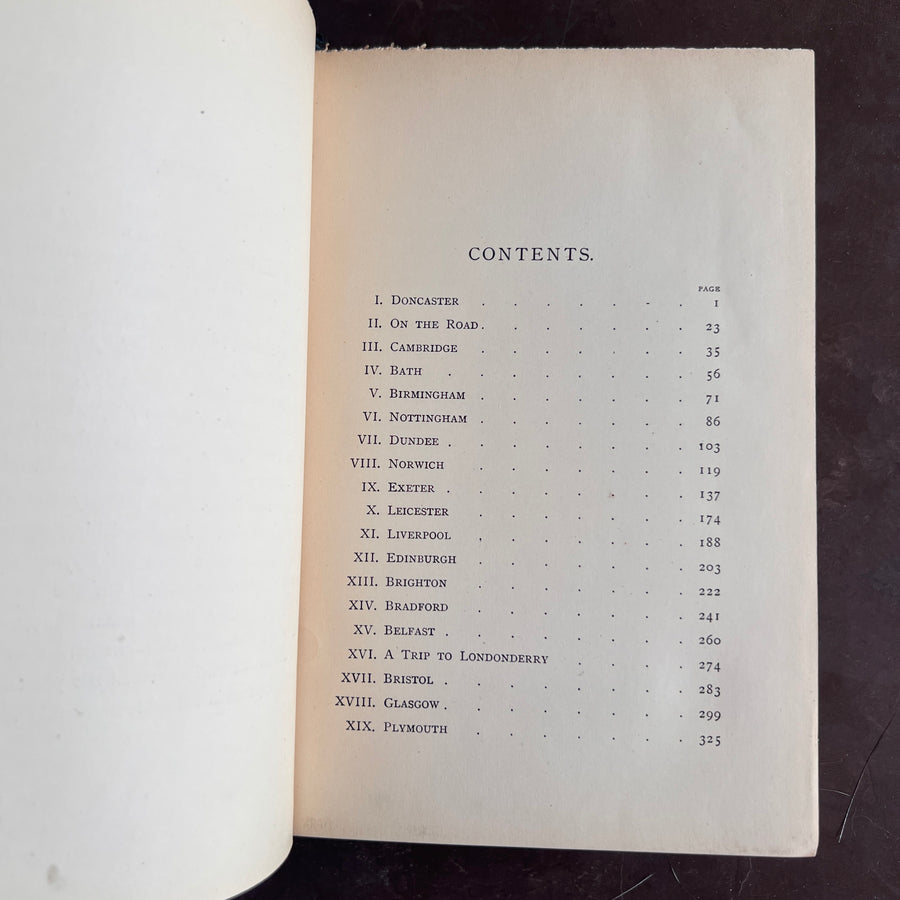 CONTENTS.
PAGE
I. Doncaster . . . . . . . 1
II. On the Road . . . . . . . 23
III. Cambridge . . . . . . . 35
IV. Bath . . . . . . . . 56
V. Birmingham . . . . . . . 71
VI. Nottingham . . . . . . . 86
VII. Dundee . . . . . . . . 103
VIII. Norwich . . . . . . . 119
IX. Exeter . . . . . . . . 137
X. Leicester . . . . . . . 174
XI. Liverpool . . . . . . . 188
XII. Edinburgh . . . . . . . 203
XIII. Brighton . . . . . . . 222
XIV. Bradford . . . . . . . 241
XV. Belfast . . . . . . . . 260
XVI. A Trip to Londonderry . . . . 274
XVII. Bristol . . . . . . . . 283
XVIII. Glasgow . . . . . . . . 299
XIX. Plymouth . . . . . . . 325